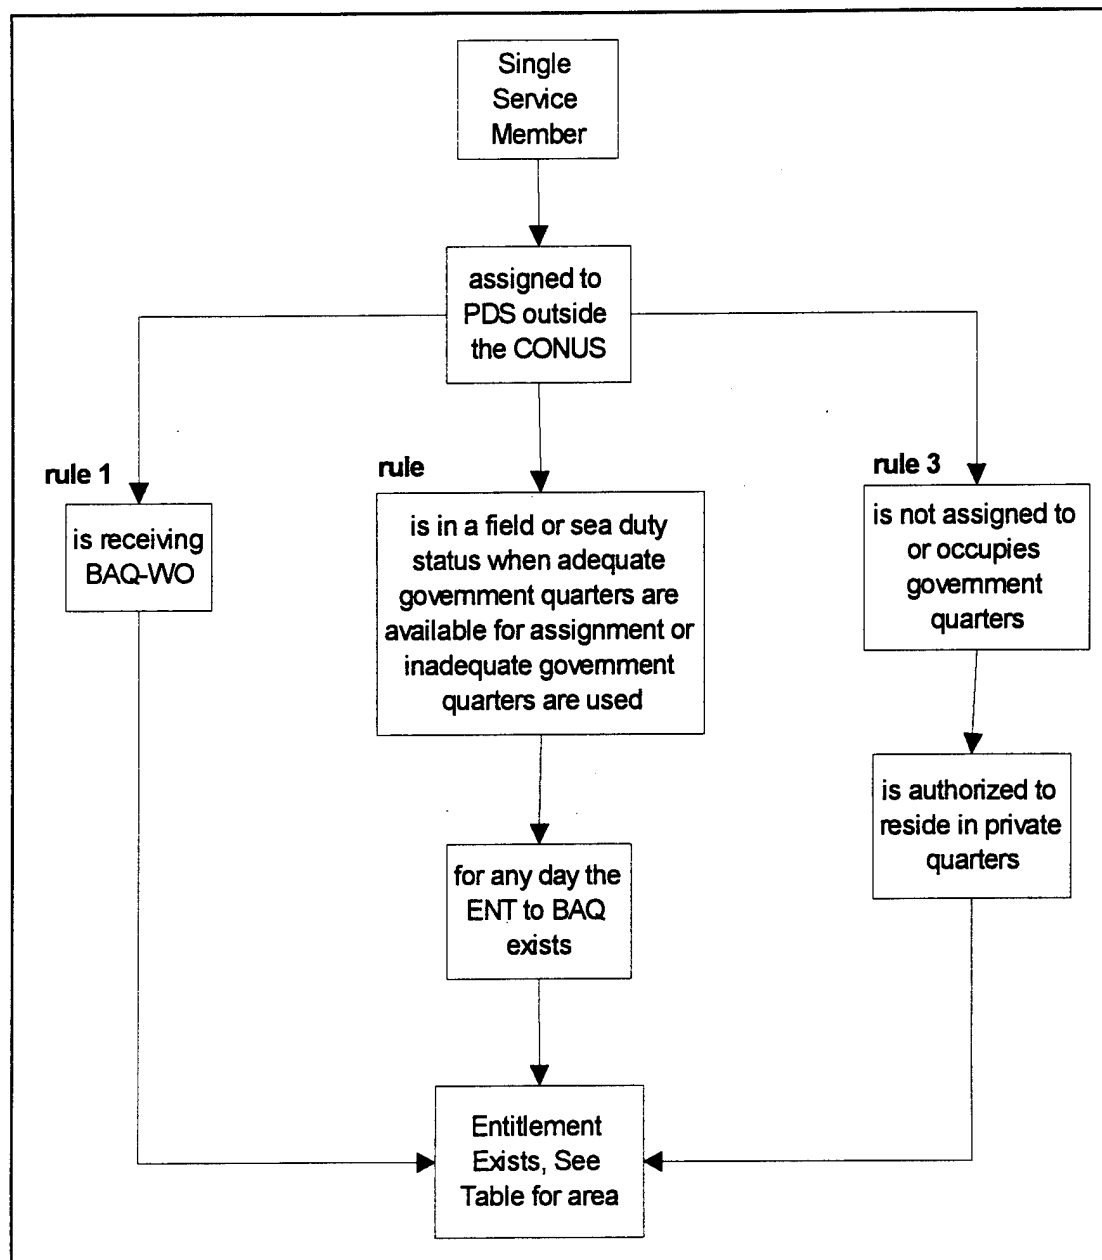 Single
Service
Member
assigned to
PDS outside
the CONUS
rule 1
is receiving
BAQ-WO
rule
is in a field or sea duty
status when adequate
government quarters are
available for assignment or
inadequate government
quarters are used
for any day the
ENT to BAQ
exists
rule 3
is not assigned to
or occupies
government
quarters
is authorized to
reside in private
quarters
Entitlement
Exists, See
Table for area